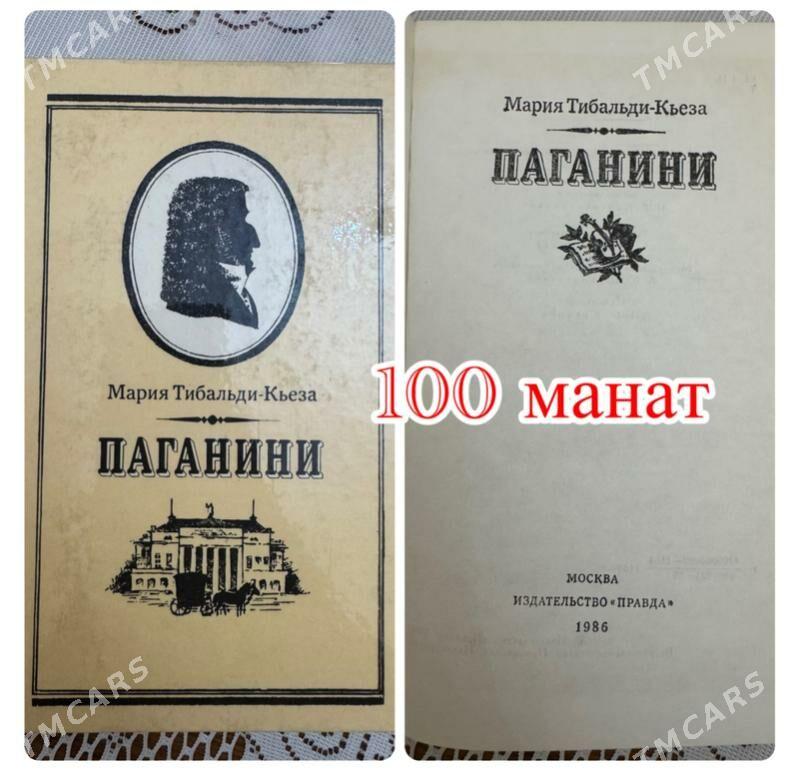 TMCARS
Мария Тибальди-Кьеза
ПАГАНИНИ
TMCARS
TMCARS
Мария Тибальди-Кьеза
ПАГАНИНИ
100 манат
МОСКВА
ИЗДАТЕЛЬСТВО «ПРАВДА»
1986
TMCARS